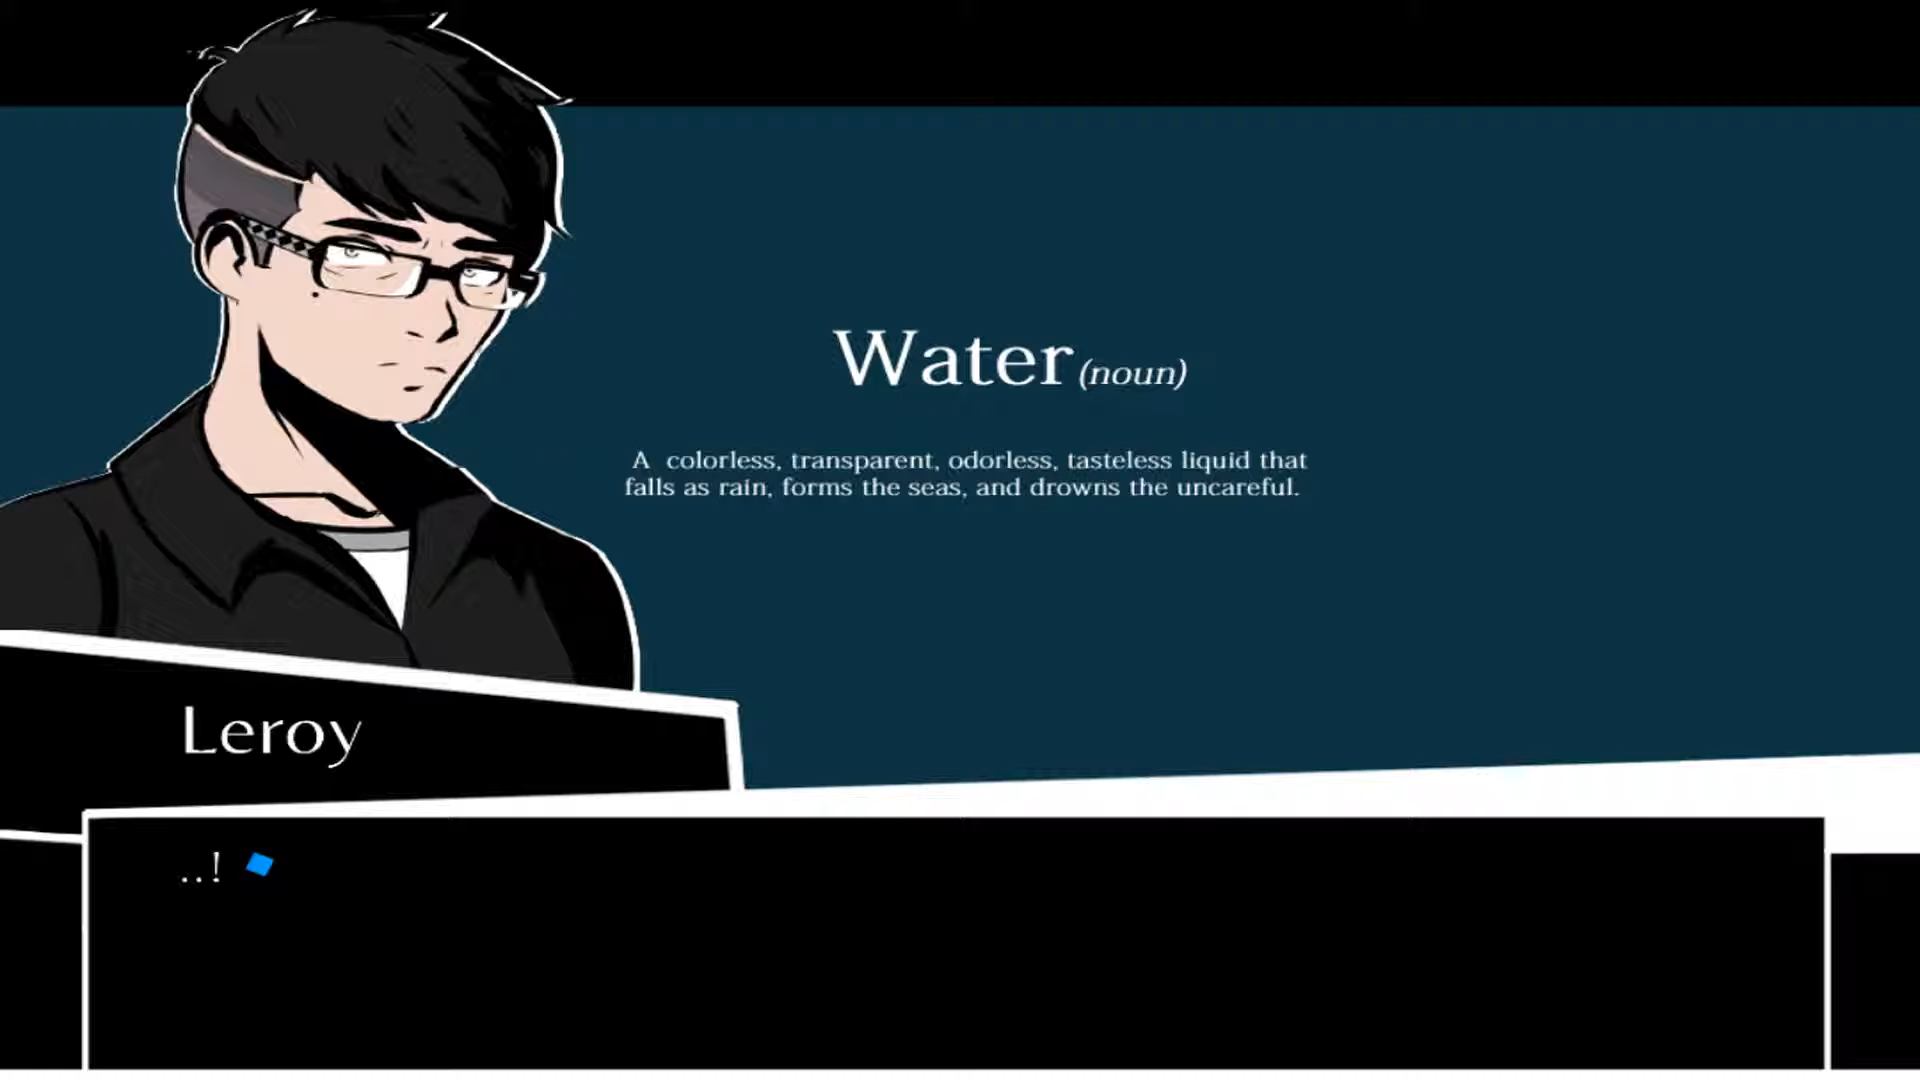 Water (noun)
A colorless, transparent, odorless, tasteless liquid that
falls as rain, forms the seas, and drowns the uncareful.
Leroy
..!